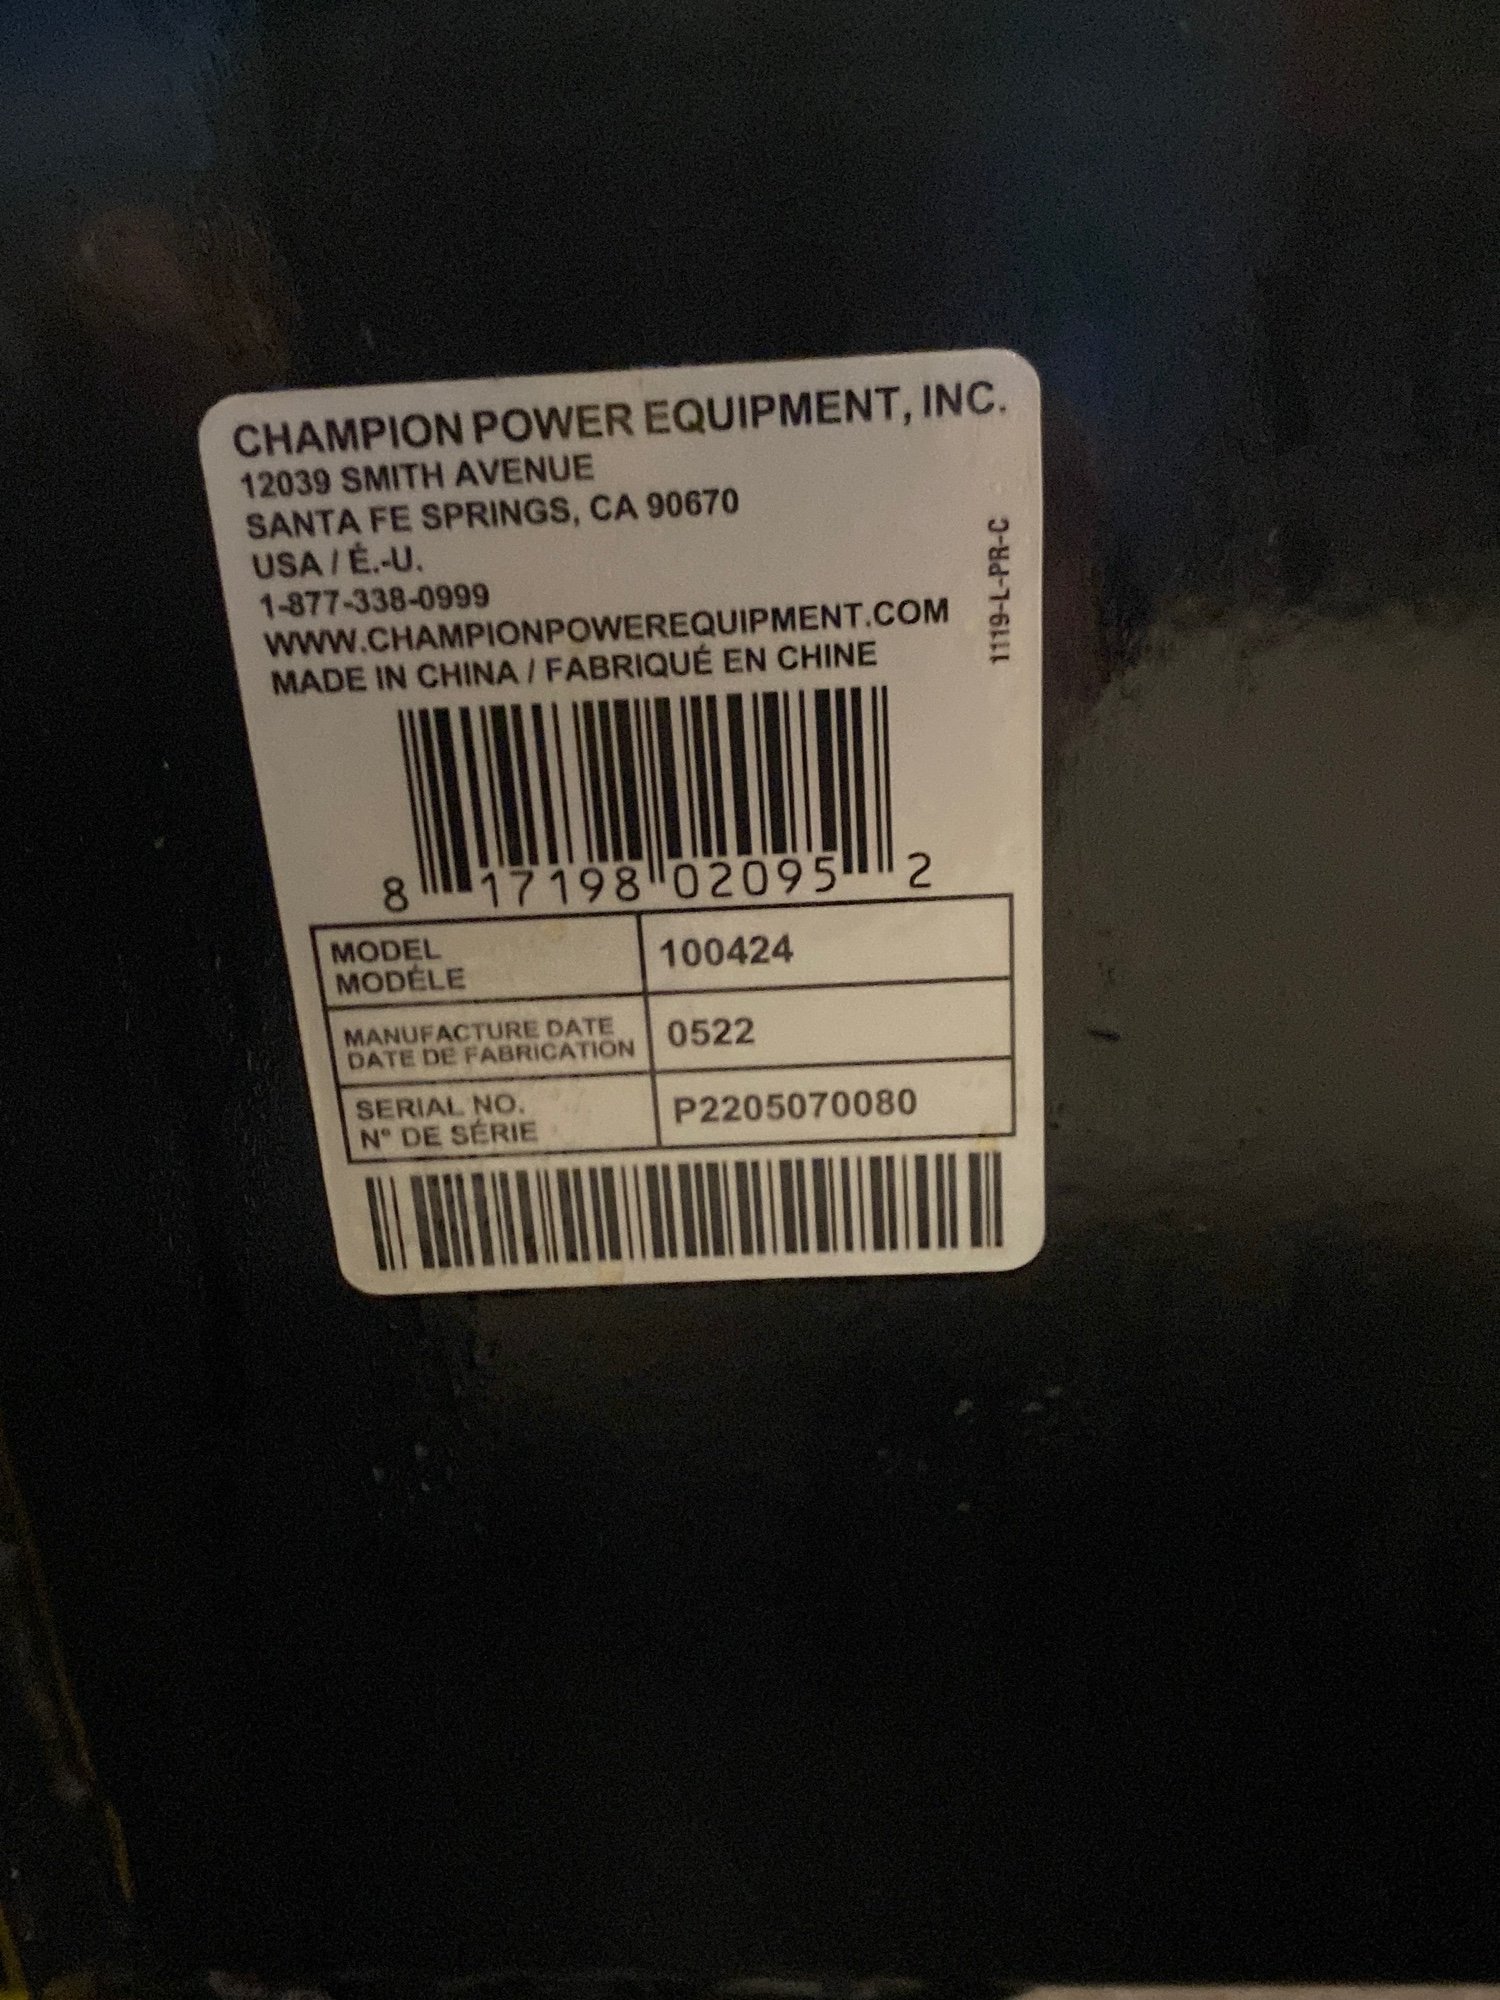 CHAMPION POWER EQUIPMENT, INC.
12039 SMITH AVENUE
SANTA FE SPRINGS, CA 90670
USA / É.-U.
1-877-338-0999
WWW.CHAMPIONPOWEREQUIPMENT.COM
MADE IN CHINA / FABRIQUÉ EN CHINE
1119-L-PR-C
8 17198 02095 2
MODEL
MODÈLE
100424
MANUFACTURE DATE
DATE DE FABRICATION
0522
SERIAL NO.
N° DE SÉRIE
P2205070080